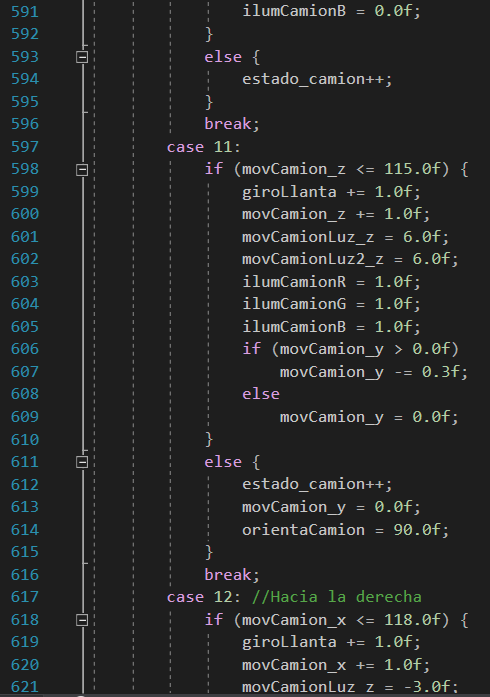 591 ilumCamionB = 0.0f;
592 }
593 else {
594 estado_camion++;
595 }
596 break;
597 case 11:
598 if (movCamion_z <= 115.0f) {
599 giroLlanta += 1.0f;
600 movCamion_z += 1.0f;
601 movCamionLuz_z = 6.0f;
602 movCamionLuz2_z = 6.0f;
603 ilumCamionR = 1.0f;
604 ilumCamionG = 1.0f;
605 ilumCamionB = 1.0f;
606 if (movCamion_y > 0.0f)
607 movCamion_y -= 0.3f;
608 else
609 movCamion_y = 0.0f;
610 }
611 else {
612 estado_camion++;
613 movCamion_y = 0.0f;
614 orientaCamion = 90.0f;
615 }
616 break;
617 case 12: //Hacia la derecha
618 if (movCamion_x <= 118.0f) {
619 giroLlanta += 1.0f;
620 movCamion_x += 1.0f;
621 movCamionLuz_z = -3.0f;